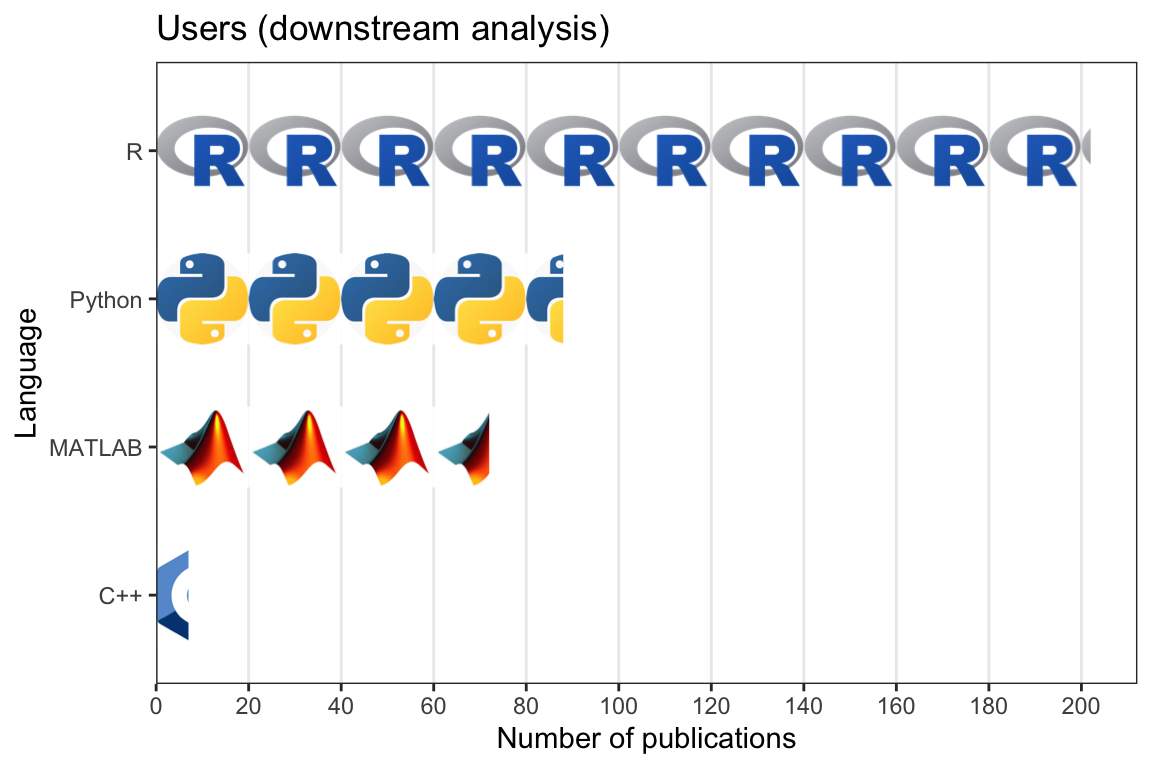 Users (downstream analysis)
R
Python
MATLAB
C++
Language
0 20 40 60 80 100 120 140 160 180 200
Number of publications
R R R R R R R R R R